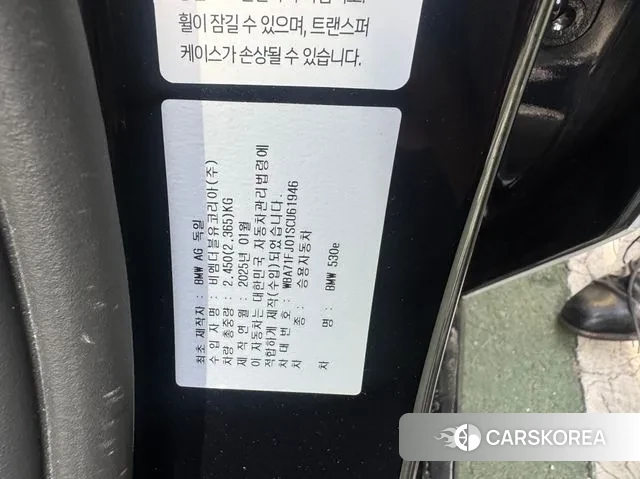 휠이 잠길 수 있으며, 트랜스퍼
케이스가 손상될 수 있습니다.
최초 제작자 : BMW AG 독일
수 입 사 명 : 비엠더블유코리아(주)
차량 총중량 : 2,450(2,365)KG
제 작 연 월 : 2025년 01월
이 자동차는 대한민국 자동차관리법령에
적합하게 제작(수입)되었습니다.
차 대 번 호 : WBA71FJ01SCU61946
차 종 : 승용자동차
차 명 : BMW 530e
CARSKOREA